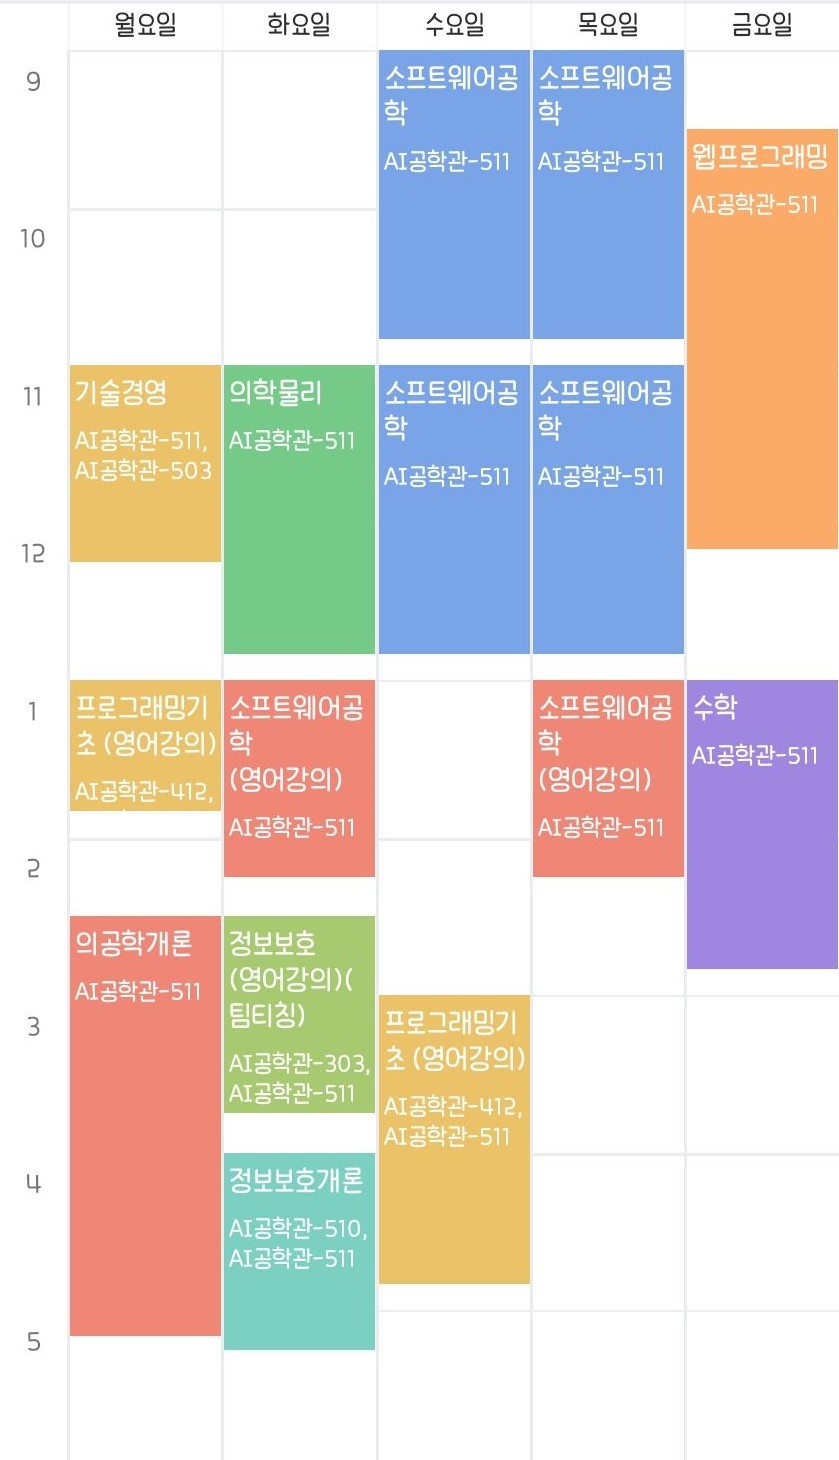 월요일
화요일
수요일
목요일
금요일
9
10
11
12
1
2
3
4
5
기술경영
AI공학관-511,
AI공학관-503
프로그래밍기
초 (영어강의)
AI공학관-412,
의공학개론
AI공학관-511
의학물리
AI공학관-511
소프트웨어공
학
(영어강의)
AI공학관-511
정보보호
(영어강의)(
팀티칭)
AI공학관-303,
AI공학관-511
정보보호개론
AI공학관-510,
AI공학관-511
소프트웨어공
학
AI공학관-511
소프트웨어공
학
AI공학관-511
프로그래밍기
초 (영어강의)
AI공학관-412,
AI공학관-511
소프트웨어공
학
AI공학관-511
소프트웨어공
학
AI공학관-511
소프트웨어공
학
(영어강의)
AI공학관-511
웹프로그래밍
AI공학관-511
수학
AI공학관-511